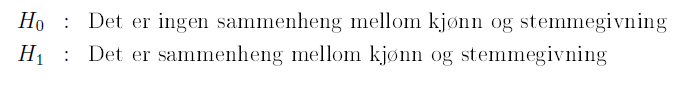 H₀ : Det er ingen sammenheng mellom kjønn og stemmegivning
H₁ : Det er sammenheng mellom kjønn og stemmegivning